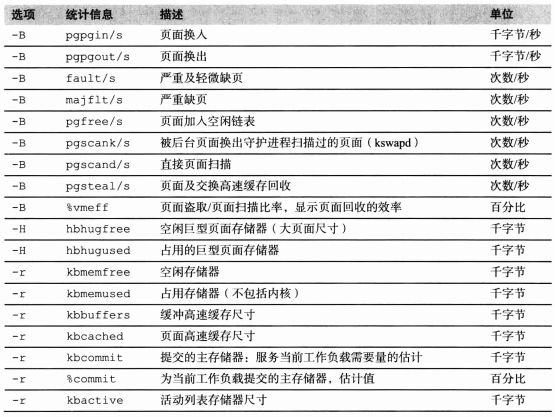 选项 统计信息 描述 单位
-B pgpgin/s 页面换入 千字节/秒
-B pgpgout/s 页面换出 千字节/秒
-B fault/s 严重及轻微缺页 次数/秒
-B majflt/s 严重缺页 次数/秒
-B pgfree/s 页面加入空闲链表 次数/秒
-B pgscank/s 被后台页面换出守护进程扫描过的页面（kswapd） 次数/秒
-B pgscand/s 直接页面扫描 次数/秒
-B pgsteal/s 页面及交换高速缓存回收 次数/秒
-B %vmeff 页面盗取/页面扫描比率，显示页面回收的效率 百分比
-H hbhugfree 空闲巨型页面存储器（大页面尺寸） 千字节
-H hbhugused 占用的巨型页面存储器 千字节
-r kbmemfree 空闲存储器 千字节
-r kbmemused 占用存储器（不包括内核） 千字节
-r kbbuffers 缓冲高速缓存尺寸 千字节
-r kbcached 页面高速缓存尺寸 千字节
-r kbcommit 提交的主存储器：服务当前工作负载需要量的估计 千字节
-r %commit 为当前工作负载提交的主存储器，估计值 百分比
-r kbactive 活动列表存储器尺寸 千字节